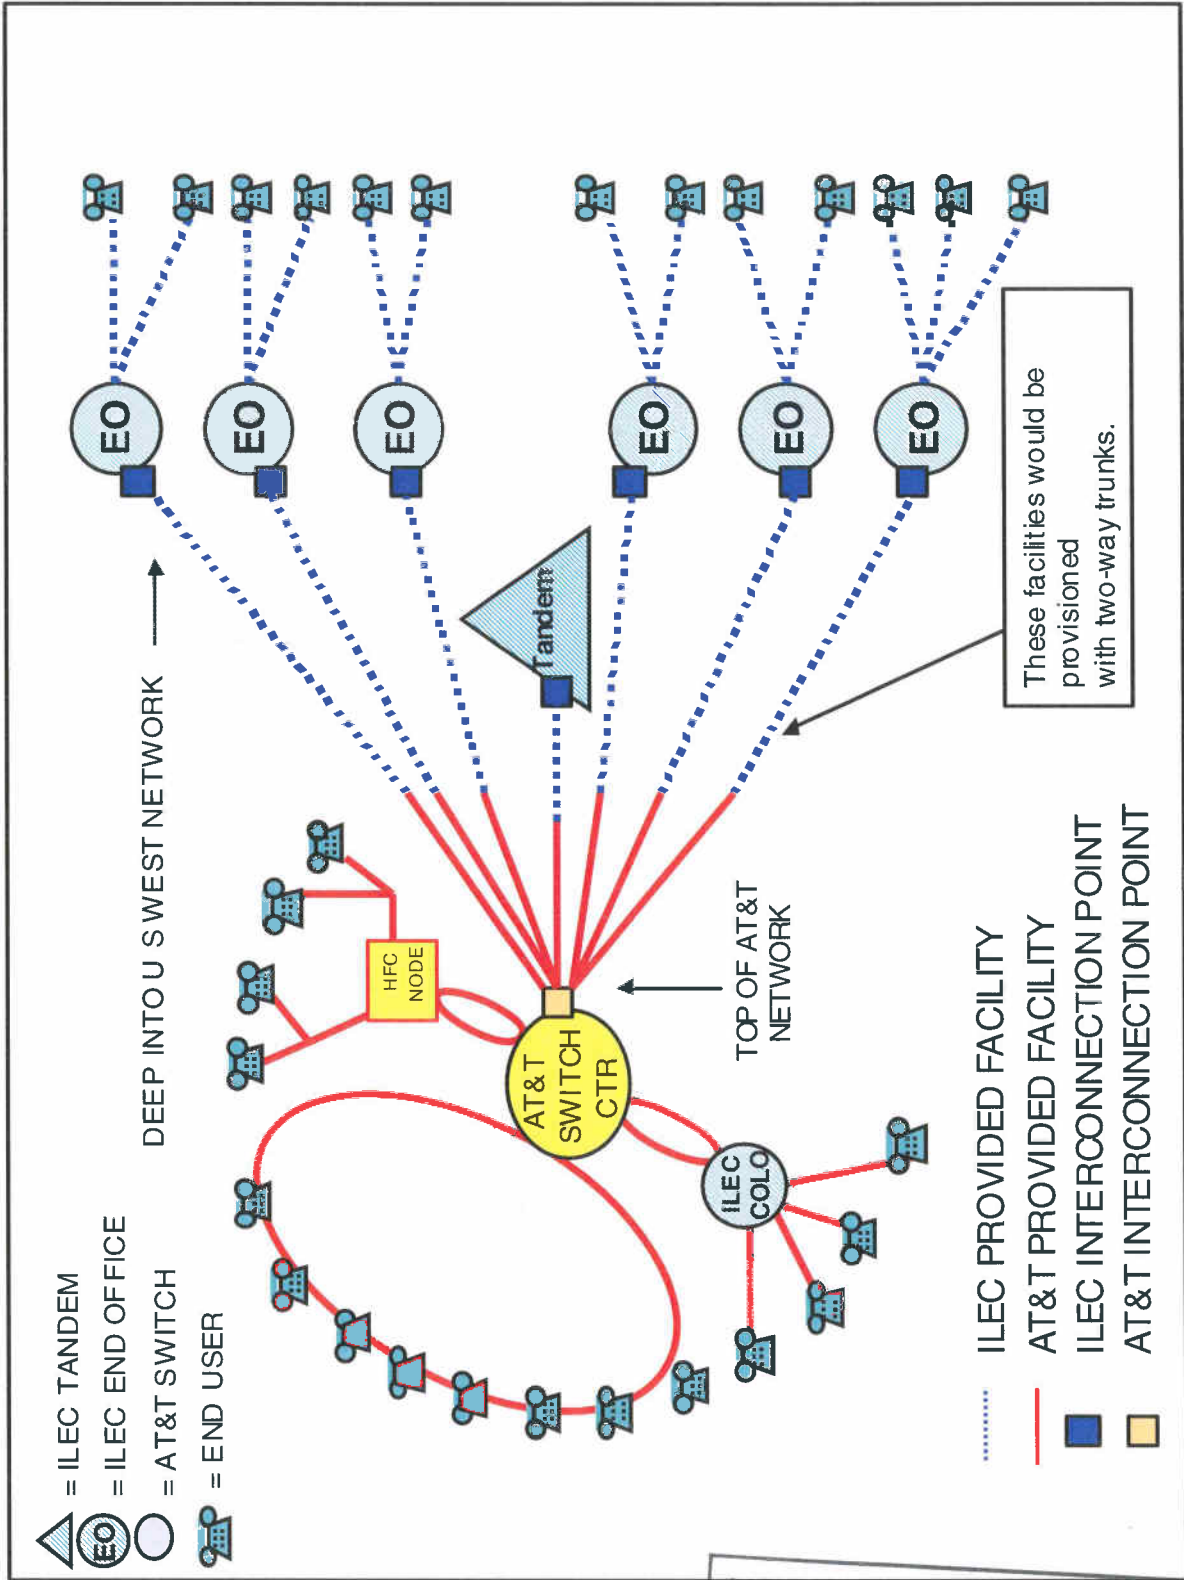 = ILEC TANDEM
EO
= ILEC END OFFICE
= AT&T SWITCH
= END USER
DEEP INTO U S WEST NETWORK
HFC
NODE
AT&T
SWITCH
CTR
ILEC
COLO
TOP OF AT&T
NETWORK
Tandem
EO
EO
EO
EO
EO
EO
These facilities would be
provisioned
with two-way trunks.
ILEC PROVIDED FACILITY
AT&T PROVIDED FACILITY
ILEC INTERCONNECTION POINT
AT&T INTERCONNECTION POINT